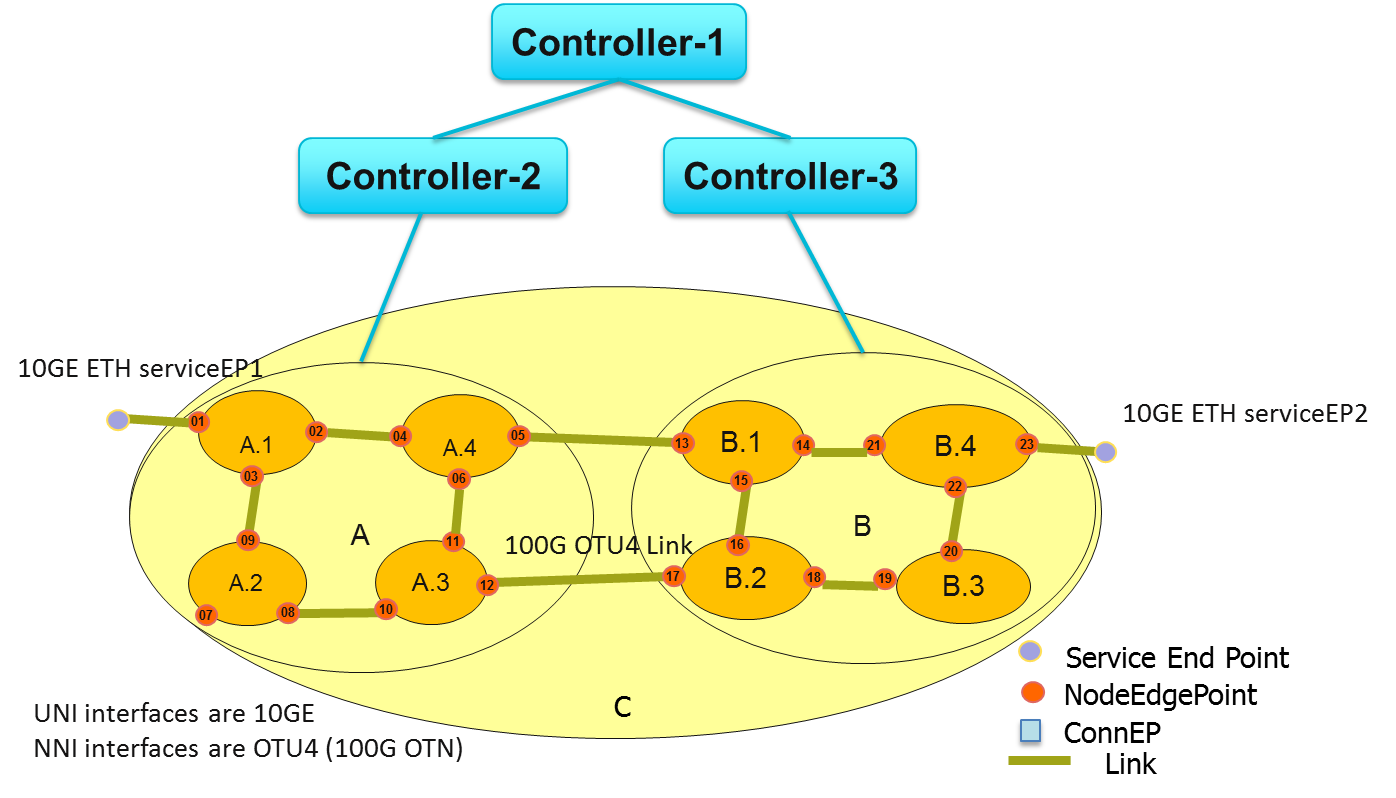 Controller-1
Controller-2
Controller-3
10GE ETH serviceEP1
10GE ETH serviceEP2
01
A.1
02
03
04
A.4
05
06
13
B.1
14
15
21
B.4
23
22
A
B
100G OTU4 Link
09
A.2
07
08
11
A.3
10
12
16
17
B.2
18
20
19
B.3
C
Service End Point
NodeEdgePoint
ConnEP
Link
UNI interfaces are 10GE
NNI interfaces are OTU4 (100G OTN)